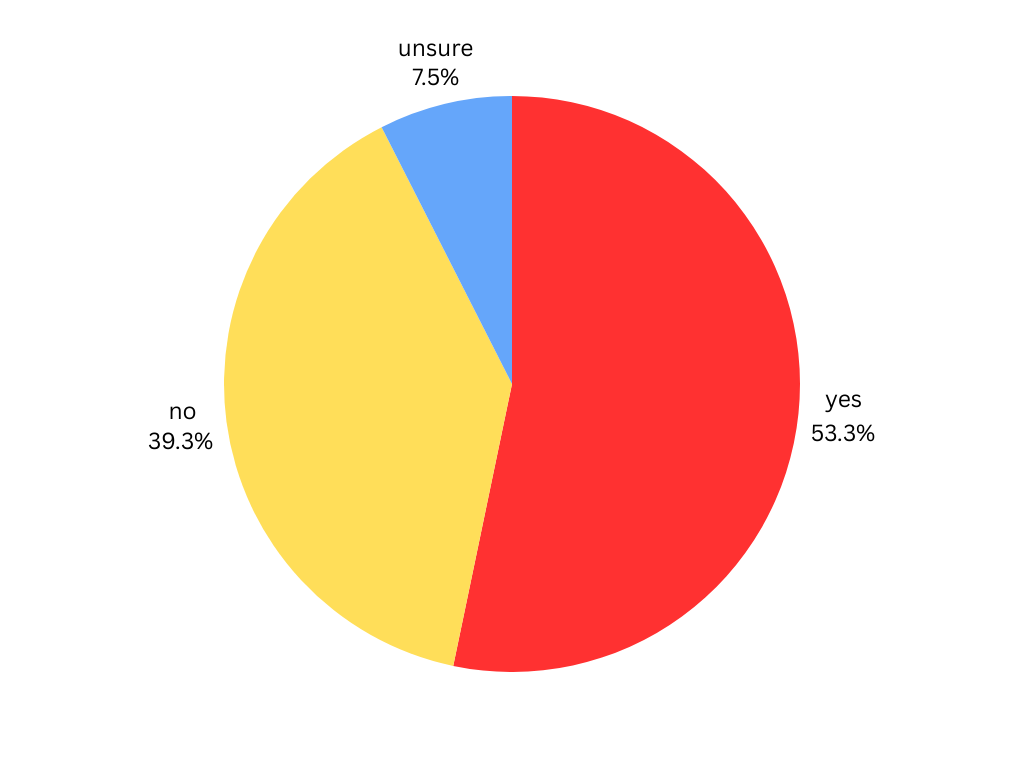 unsure
7.5%
no
39.3%
yes
53.3%